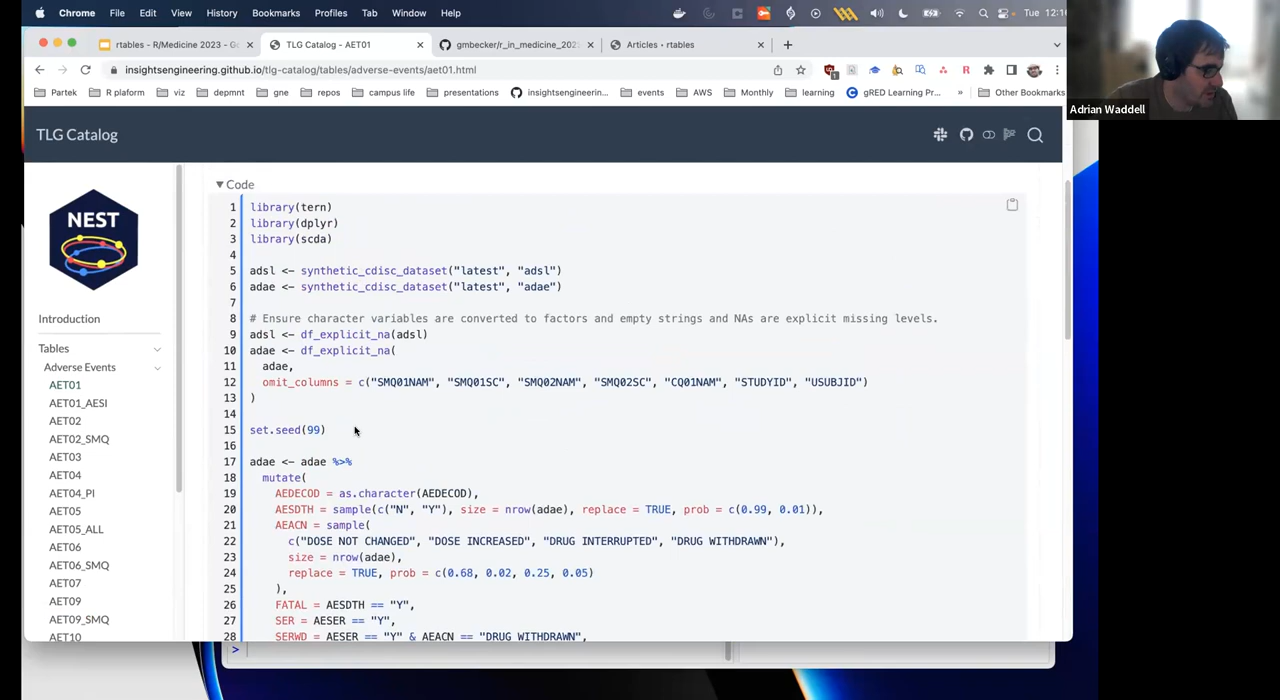 Chrome File Edit View History Bookmarks Profiles Tab Window Help
Tue 12:16
rtables - R/Medicine 2023 - G
TLG Catalog - AET01
gmbecker/r_in_medicine_202
Articles • rtables
insightsengineering.github.io/tlg-catalog/tables/adverse-events/aet01.html
Partek R plaform viz depmnt gne repos campus life presentations insightsengineerin... events AWS Monthly learning gRED Learning Pr... » Other Bookmarks
Adrian Waddell
TLG Catalog
NEST
Introduction
Tables
Adverse Events
AET01
AET01_AESI
AET02
AET02_SMQ
AET03
AET04
AET04_PI
AET05
AET05_ALL
AET06
AET06_SMQ
AET07
AET09
AET09_SMQ
AET10
Code
1 library(tern)
2 library(dplyr)
3 library(scda)
4
5 adsl <- synthetic_cdisc_dataset("latest", "adsl")
6 adae <- synthetic_cdisc_dataset("latest", "adae")
7
8 # Ensure character variables are converted to factors and empty strings and NAs are explicit missing levels.
9 adsl <- df_explicit_na(adsl)
10 adae <- df_explicit_na(
11 adae,
12 omit_columns = c("SMQ01NAM", "SMQ01SC", "SMQ02NAM", "SMQ02SC", "CQ01NAM", "STUDYID", "USUBJID")
13 )
14
15 set.seed(99)
16
17 adae <- adae %>%
18 mutate(
19 AEDECOD = as.character(AEDECOD),
20 AESDTH = sample(c("N", "Y"), size = nrow(adae), replace = TRUE, prob = c(0.99, 0.01)),
21 AEACN = sample(
22 c("DOSE NOT CHANGED", "DOSE INCREASED", "DRUG INTERRUPTED", "DRUG WITHDRAWN"),
23 size = nrow(adae),
24 replace = TRUE, prob = c(0.68, 0.02, 0.25, 0.05)
25 ),
26 FATAL = AESDTH == "Y",
27 SER = AESER == "Y",
28 SERWD = AESER == "Y" & AEACN == "DRUG WITHDRAWN",
>